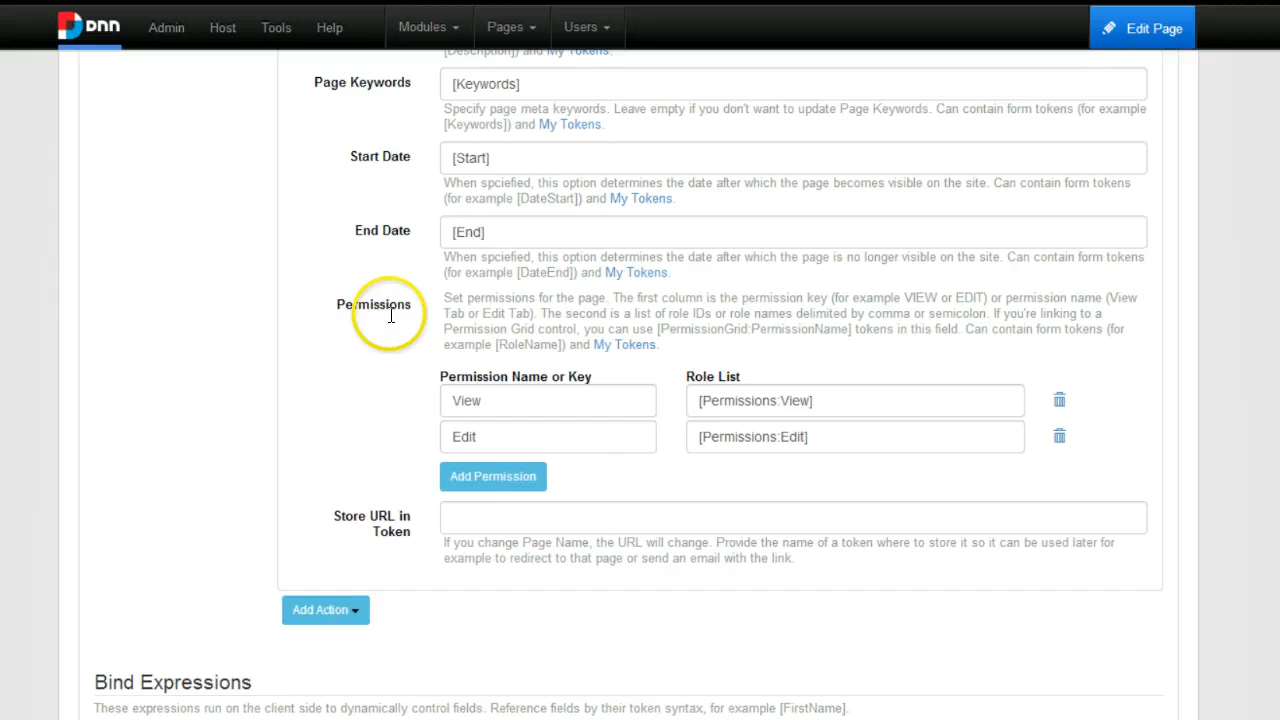 DNN Admin Host Tools Help Modules Pages Users Edit Page
[Description]) and My Tokens.
Page Keywords
[Keywords]
Specify page meta keywords. Leave empty if you don't want to update Page Keywords. Can contain form tokens (for example
[Keywords]) and My Tokens.
Start Date
[Start]
When spcified, this option determines the date after which the page becomes visible on the site. Can contain form tokens
(for example [DateStart]) and My Tokens.
End Date
[End]
When spcified, this option determines the date after which the page is no longer visible on the site. Can contain form tokens
(for example [DateEnd]) and My Tokens.
Permissions
Set permissions for the page. The first column is the permission key (for example VIEW or EDIT) or permission name (View
Tab or Edit Tab). The second is a list of role IDs or role names delimited by comma or semicolon. If you're linking to a
Permission Grid control, you can use [PermissionGrid:PermissionName] tokens in this field. Can contain form tokens (for
example [RoleName]) and My Tokens.
Permission Name or Key Role List
View [Permissions:View]
Edit [Permissions:Edit]
Add Permission
Store URL in
Token
If you change Page Name, the URL will change. Provide the name of a token where to store it so it can be used later for
example to redirect to that page or send an email with the link.
Add Action
Bind Expressions
These expressions run on the client side to dynamically control fields. Reference fields by their token syntax, for example [FirstName].